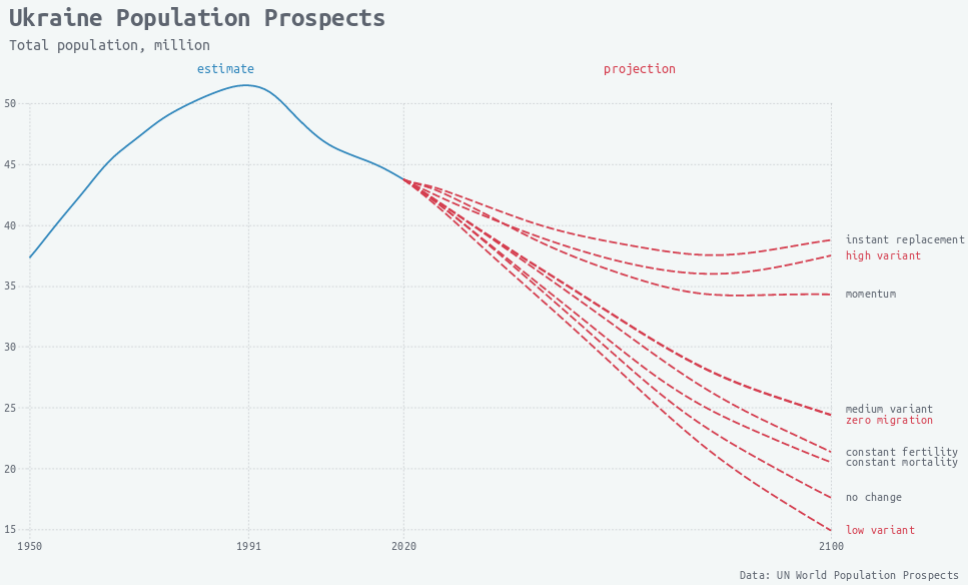 Ukraine Population Prospects
Total population, million
estimate
projection
50
45
40
35
30
25
20
15
instant replacement
high variant
momentum
medium variant
zero migration
constant fertility
constant mortality
no change
low variant
1950
1991
2020
2100
Data: UN World Population Prospects